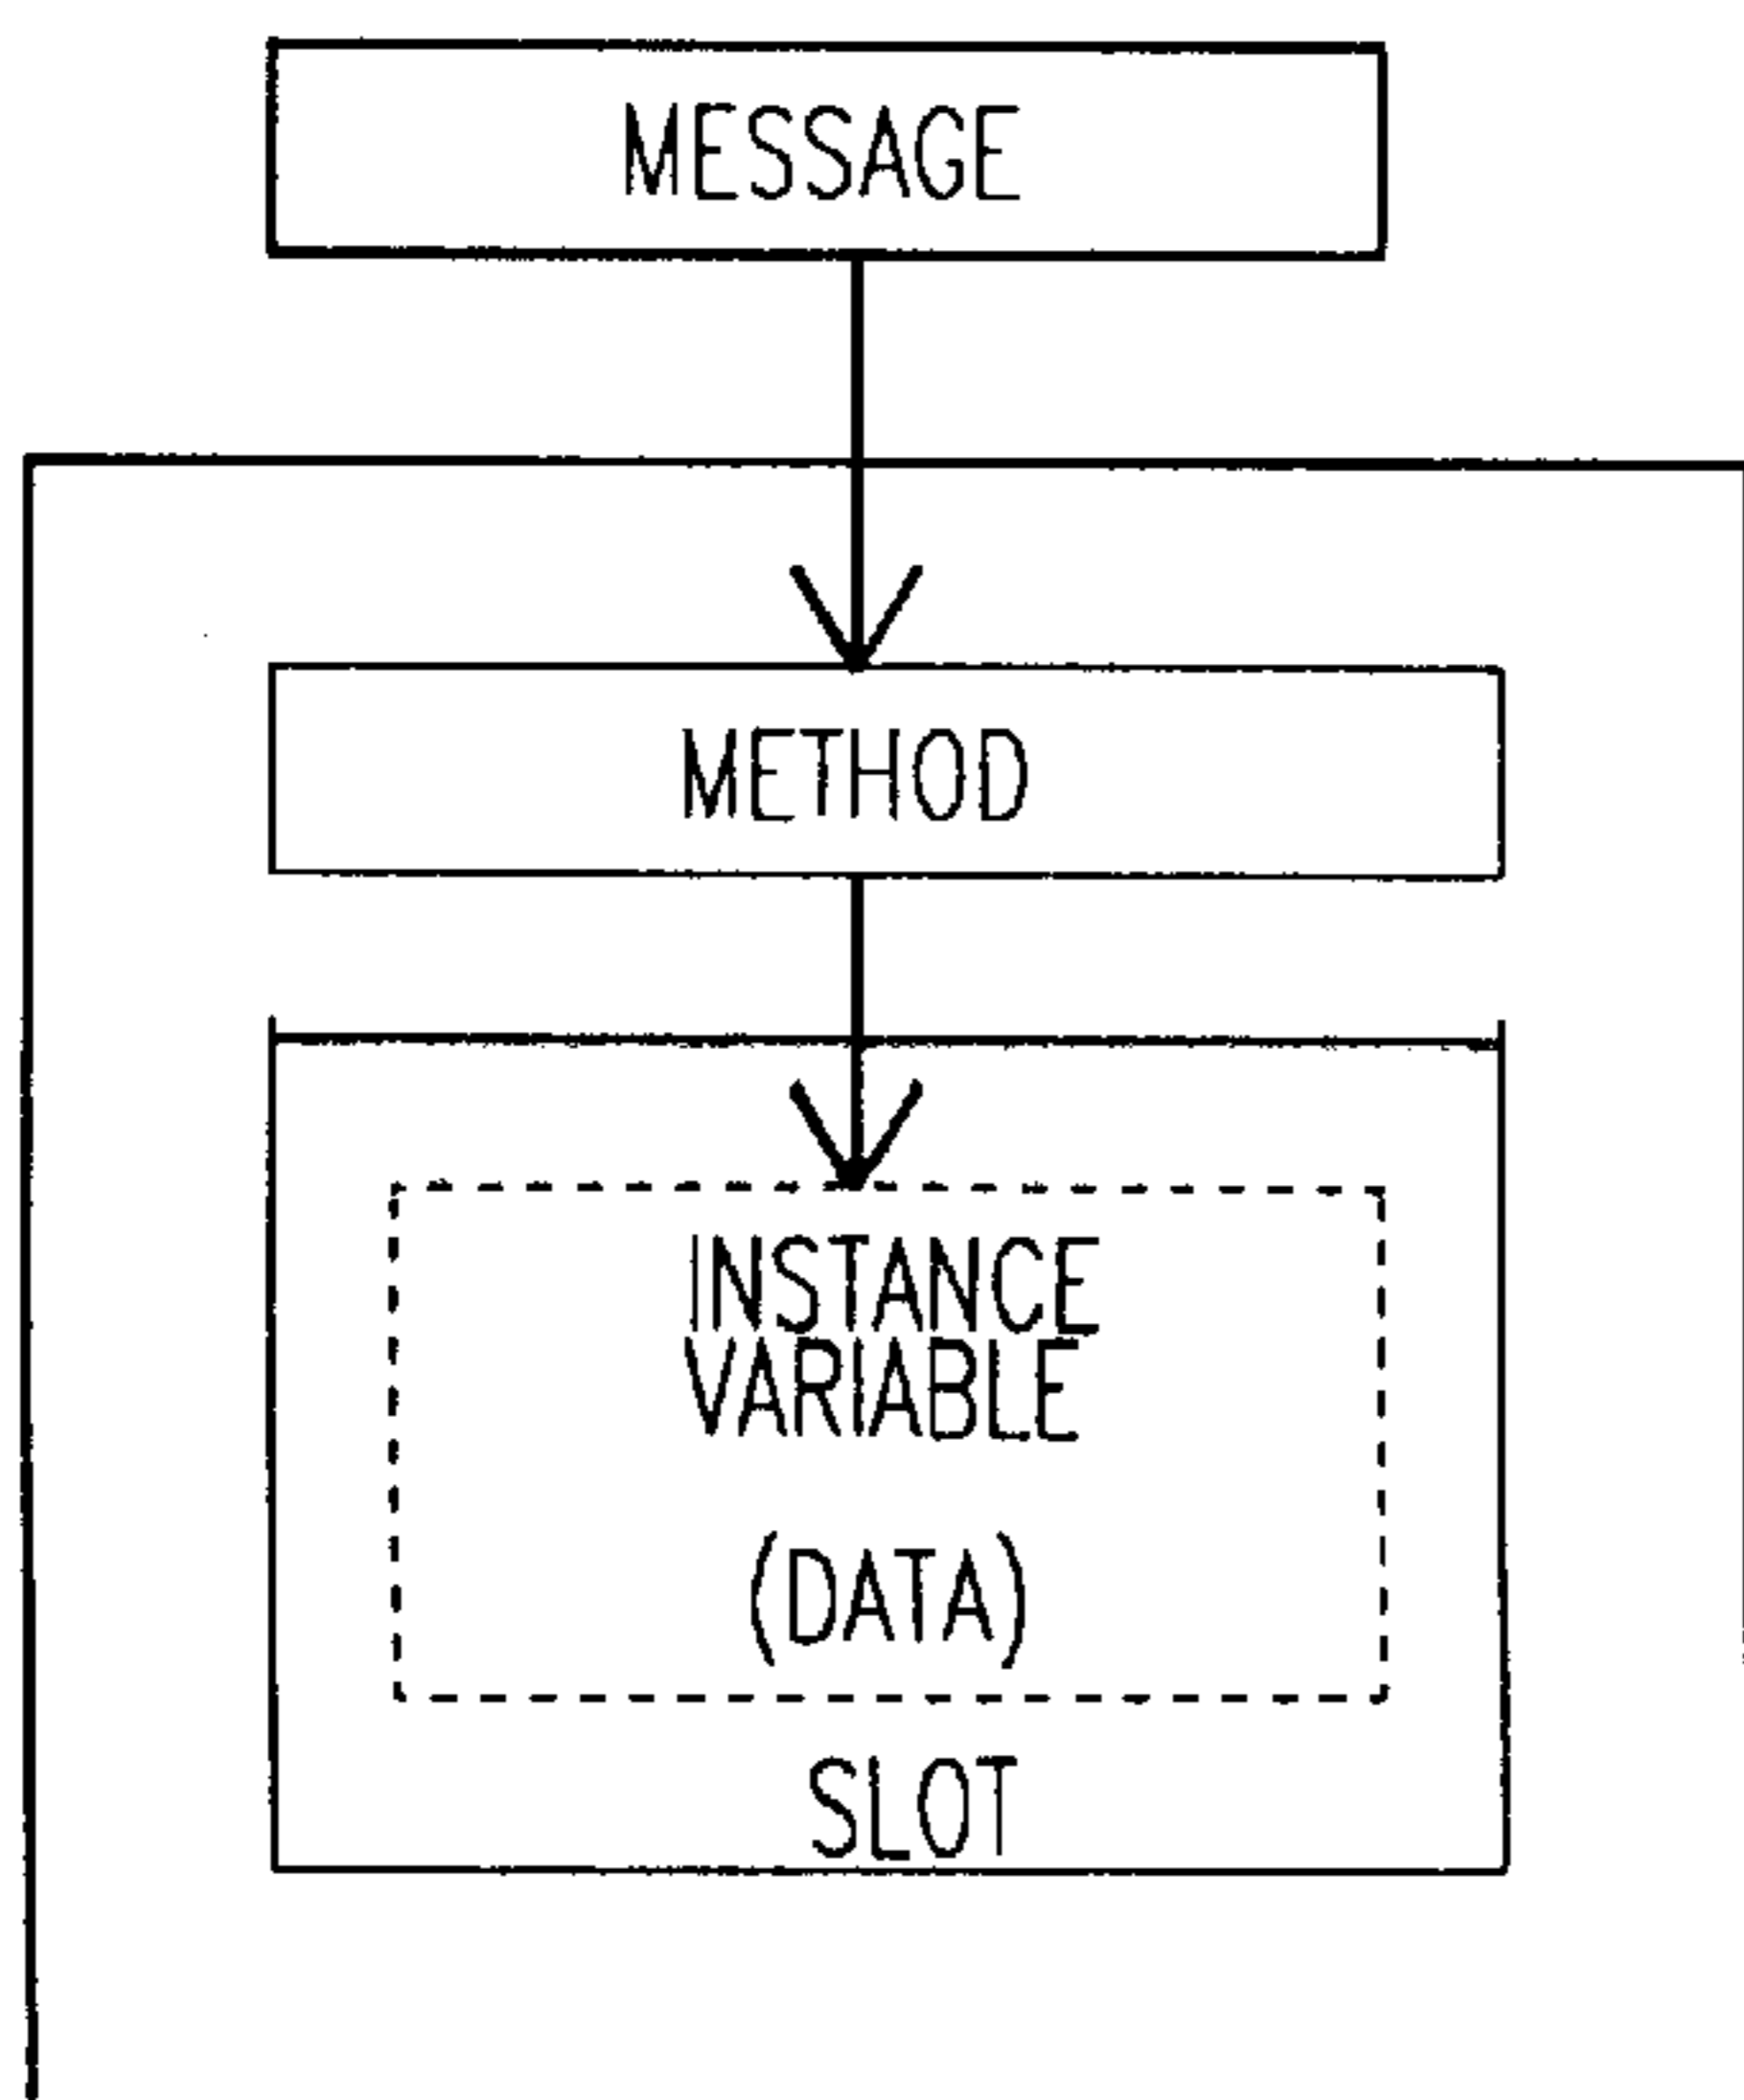 MESSAGE
METHOD
INSTANCE
VARIABLE
(DATA)
SLOT